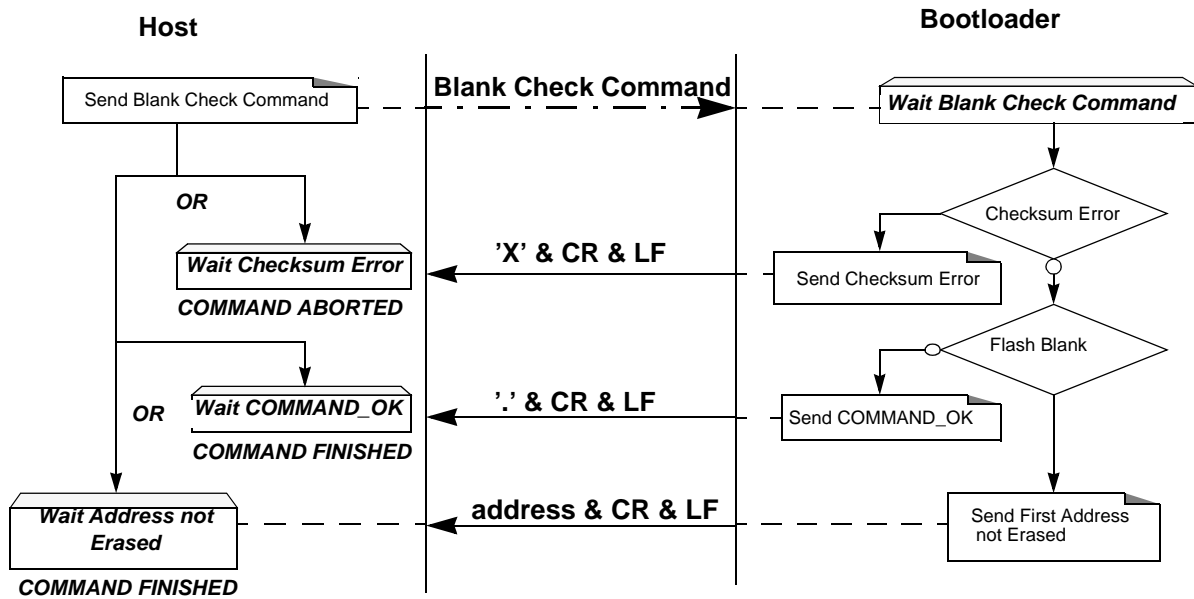 Host
Bootloader
Send Blank Check Command
Blank Check Command
Wait Blank Check Command
OR
Checksum Error
Wait Checksum Error
’X’ & CR & LF
Send Checksum Error
COMMAND ABORTED
Flash Blank
OR
Wait COMMAND_OK
’.’ & CR & LF
Send COMMAND_OK
COMMAND FINISHED
Wait Address not
Erased
address & CR & LF
Send First Address
not Erased
COMMAND FINISHED